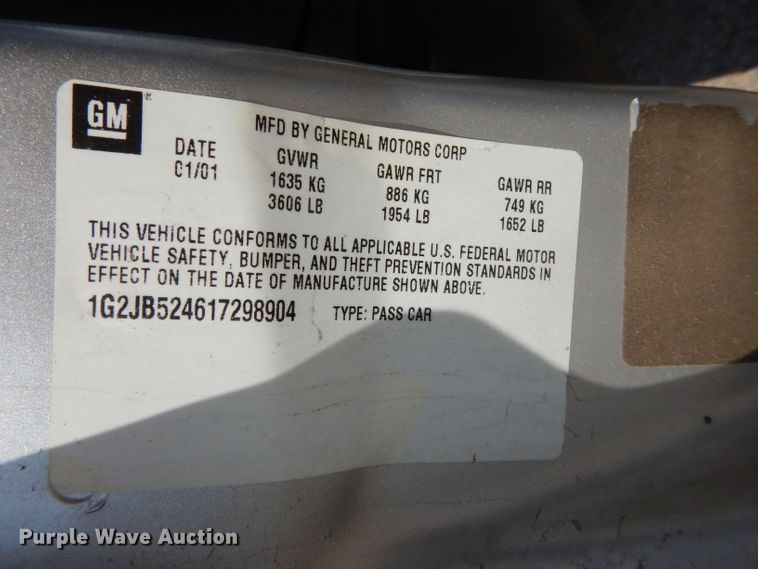 GM
MFD BY GENERAL MOTORS CORP
DATE GVWR GAWR FRT GAWR RR
01/01 1635 KG 886 KG 749 KG
3606 LB 1954 LB 1652 LB
THIS VEHICLE CONFORMS TO ALL APPLICABLE U.S. FEDERAL MOTOR
VEHICLE SAFETY, BUMPER, AND THEFT PREVENTION STANDARDS IN
EFFECT ON THE DATE OF MANUFACTURE SHOWN ABOVE.
1G2JB524617298904 TYPE: PASS CAR
Purple Wave Auction